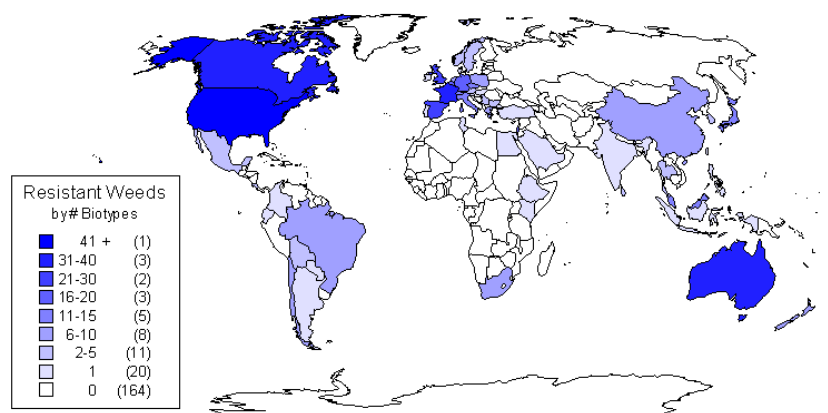 Resistant Weeds
by# Biotypes
41 + (1)
31-40 (3)
21-30 (2)
16-20 (3)
11-15 (5)
6-10 (8)
2-5 (11)
1 (20)
0 (164)